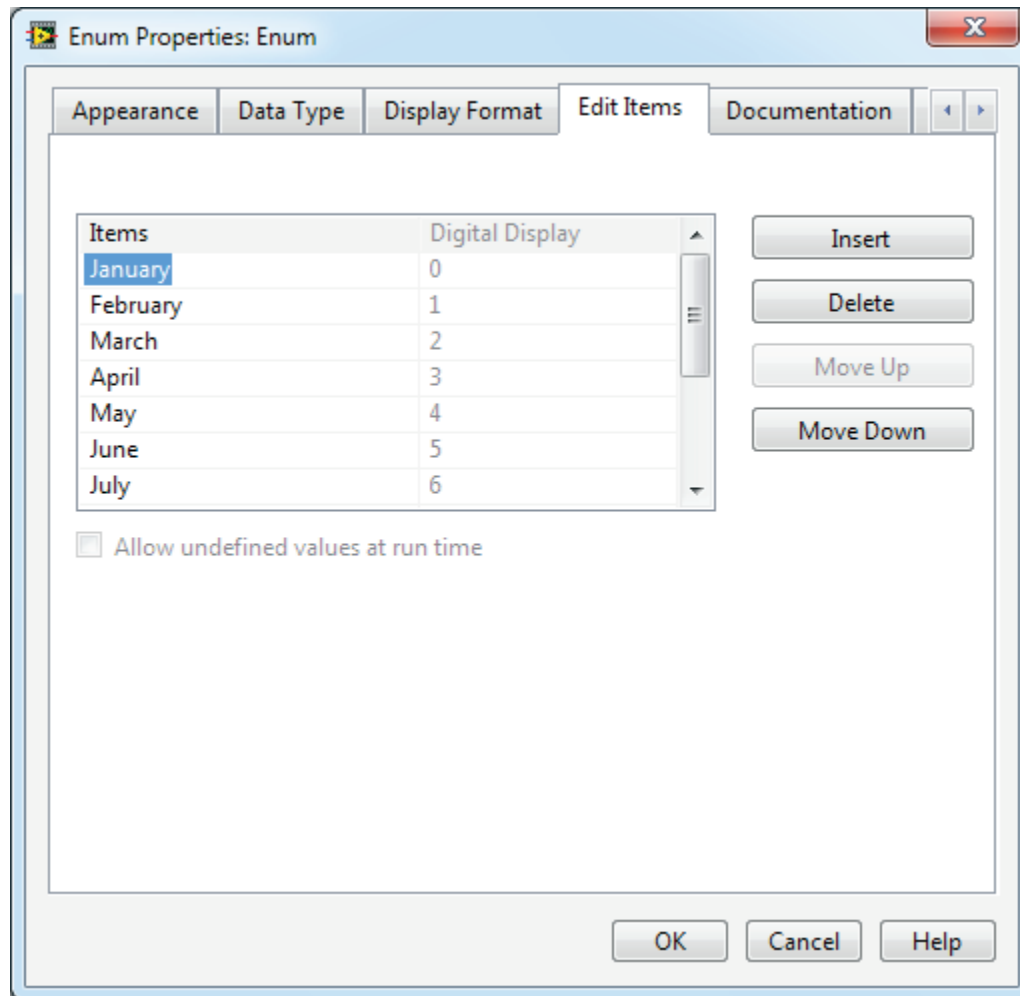 Enum Properties: Enum
Appearance Data Type Display Format Edit Items Documentation
Items Digital Display
January 0
February 1
March 2
April 3
May 4
June 5
July 6
Insert
Delete
Move Up
Move Down
Allow undefined values at run time
OK Cancel Help